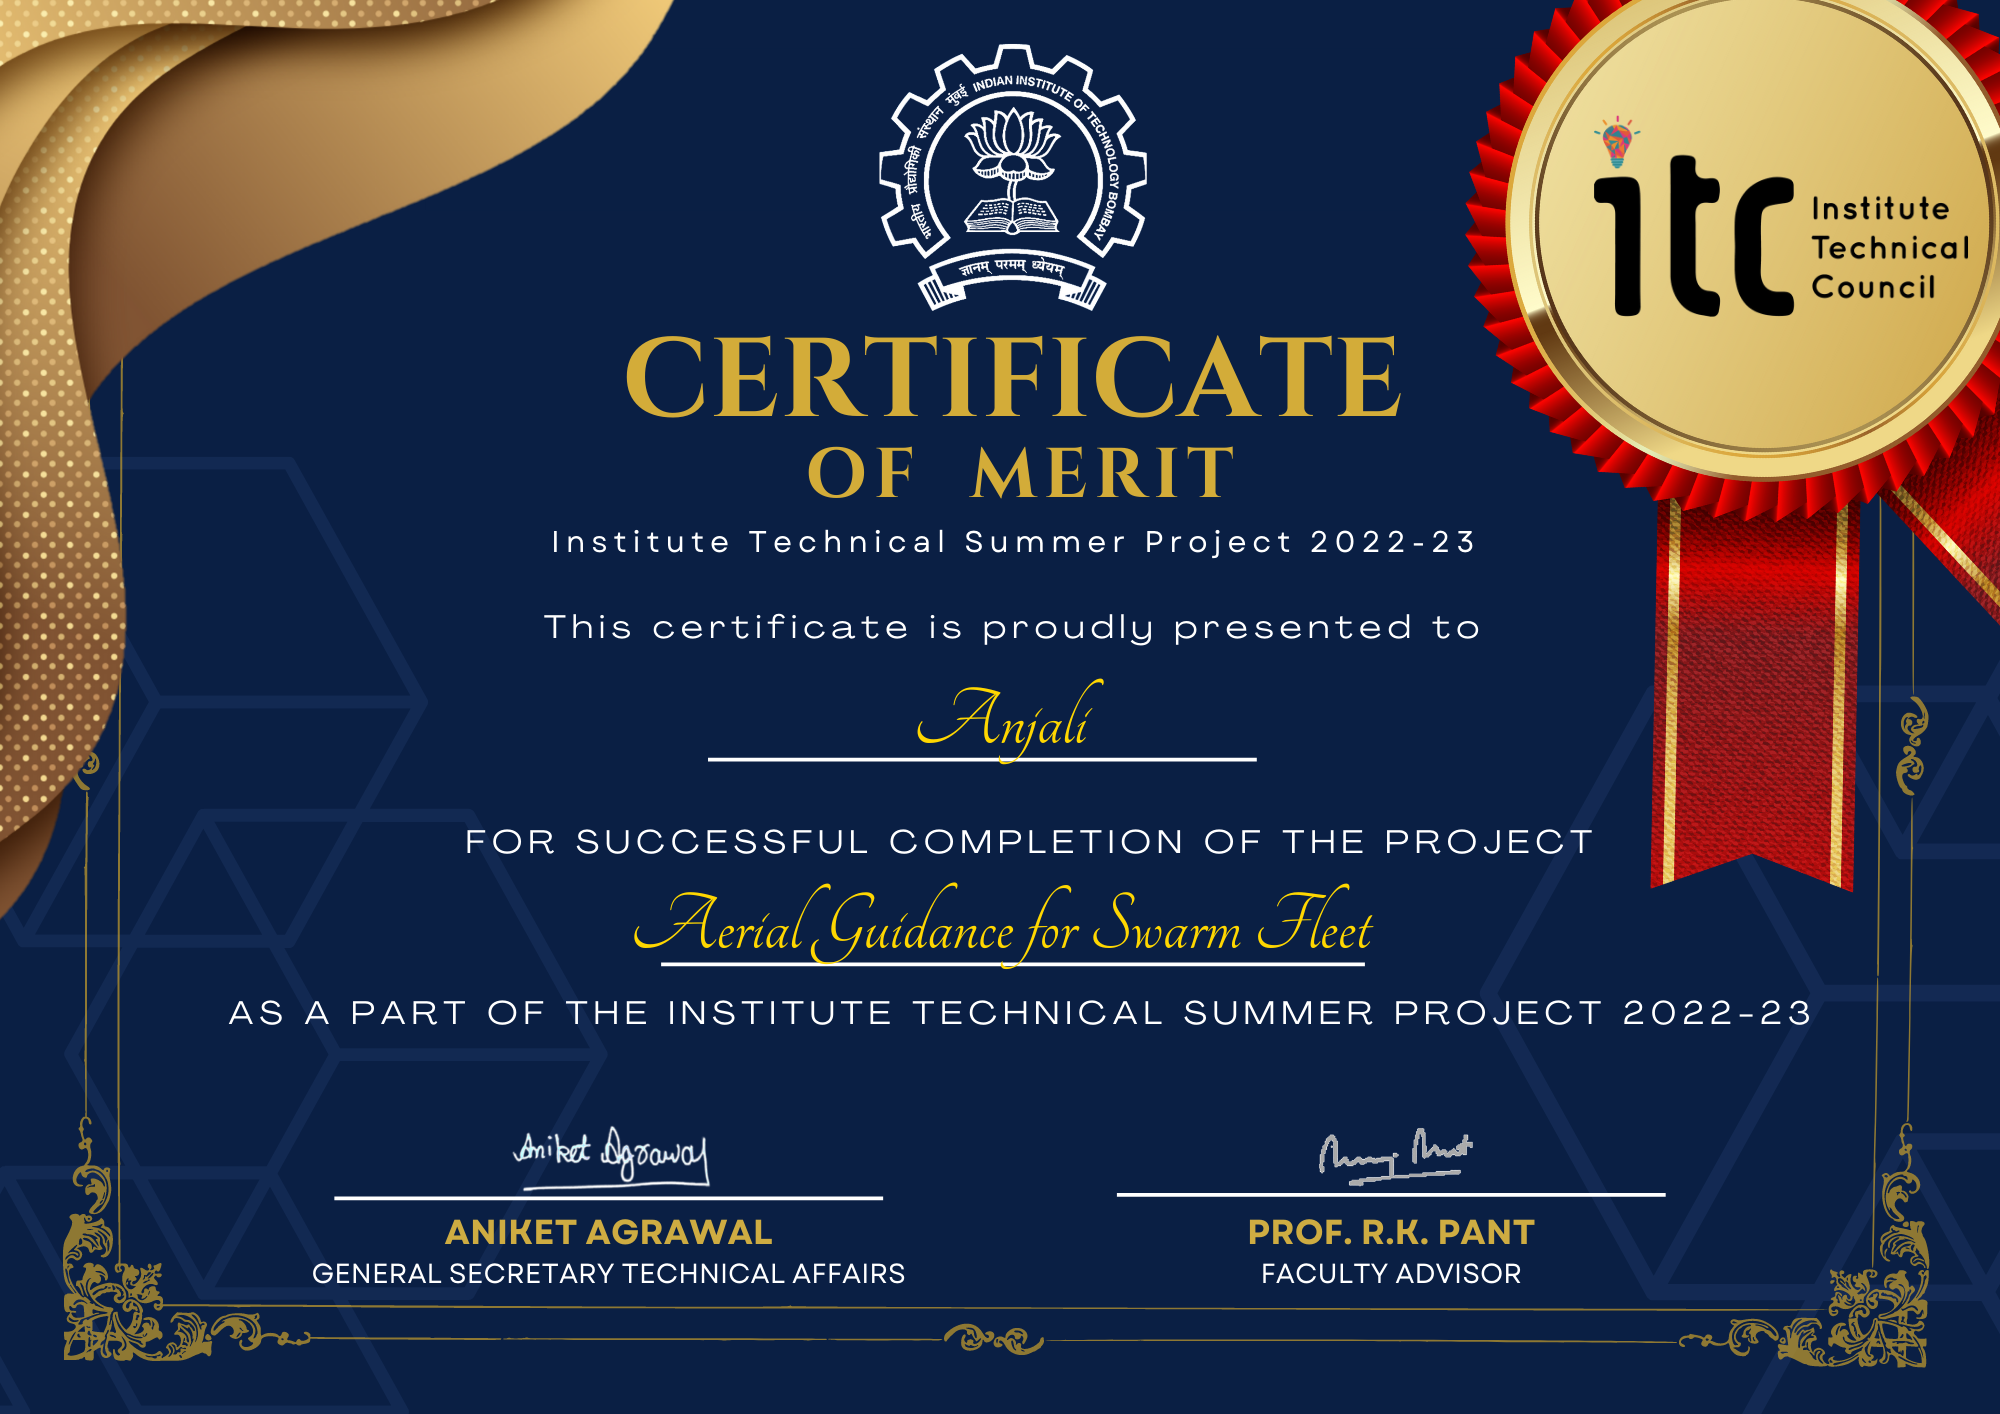 भारतीय प्रौद्योगिकी संस्थान मुंबई INDIAN INSTITUTE OF TECHNOLOGY BOMBAY
ज्ञानम् परमम् ध्येयम्
itc
Institute
Technical
Council
CERTIFICATE
OF MERIT
Institute Technical Summer Project 2022-23
This certificate is proudly presented to
Anjali
FOR SUCCESSFUL COMPLETION OF THE PROJECT
Aerial Guidance for Swarm Fleet
AS A PART OF THE INSTITUTE TECHNICAL SUMMER PROJECT 2022-23
Aniket Agrawal
ANIKET AGRAWAL
GENERAL SECRETARY TECHNICAL AFFAIRS
PROF. R.K. PANT
FACULTY ADVISOR